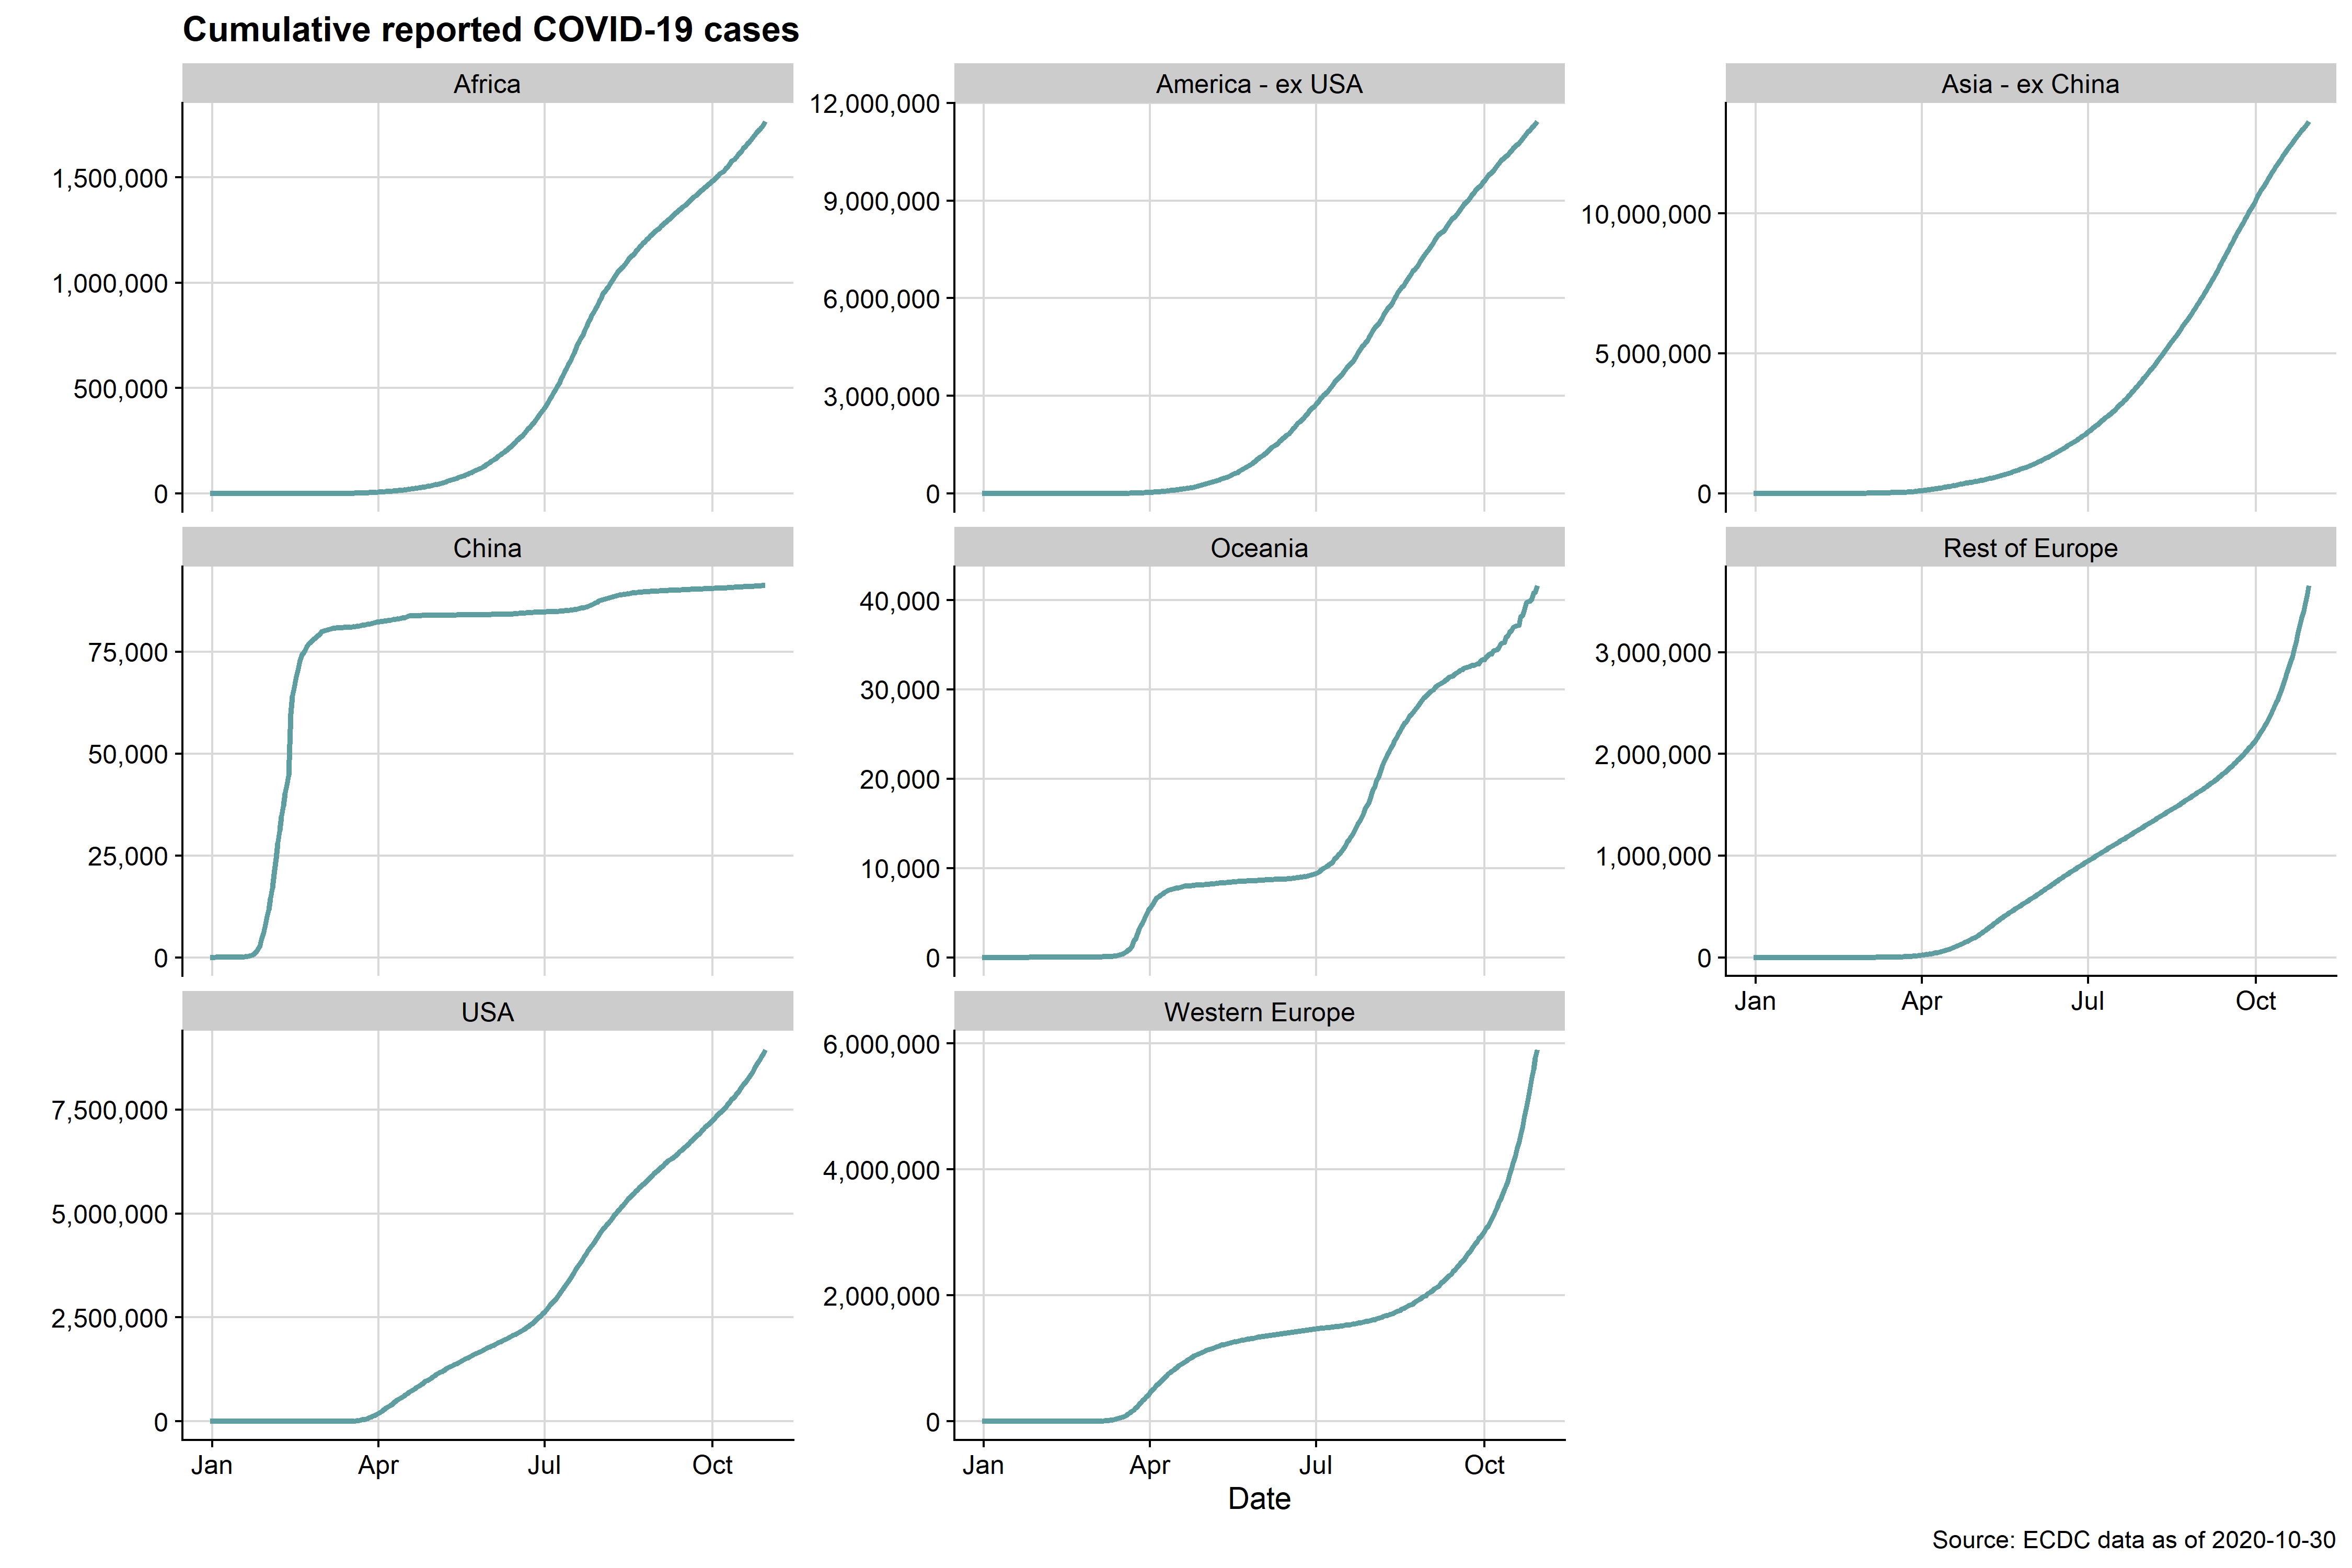 Cumulative reported COVID-19 cases
Africa
1,500,000
1,000,000
500,000
0
America - ex USA
12,000,000
9,000,000
6,000,000
3,000,000
0
Asia - ex China
10,000,000
5,000,000
0
China
75,000
50,000
25,000
0
Oceania
40,000
30,000
20,000
10,000
0
Rest of Europe
3,000,000
2,000,000
1,000,000
0
Jan Apr Jul Oct
USA
7,500,000
5,000,000
2,500,000
0
Jan Apr Jul Oct
Western Europe
6,000,000
4,000,000
2,000,000
0
Jan Apr Jul Oct
Date
Source: ECDC data as of 2020-10-30